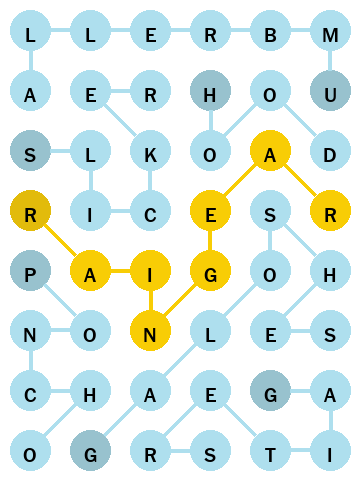 L L E R B M
A E R H O U
S L K O A D
R I C E S R
P A I G O H
N O N L E S
C H A E G A
O G R S T I